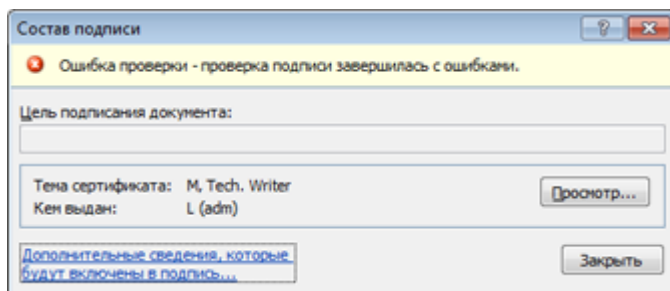 Состав подписи
Ошибка проверки - проверка подписи завершилась с ошибками.
Цель подписания документа:
Тема сертификата: M, Tech. Writer
Просмотр...
Кем выдан: L (adm)
Дополнительные сведения, которые
будут включены в подпись...
Закрыть